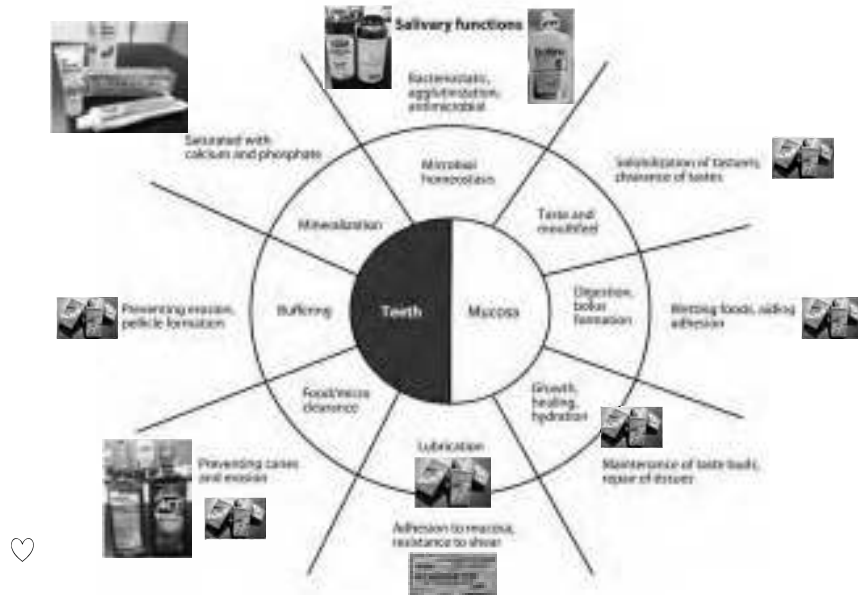 Salivary functions
Bacteriostatic,
agglutinization,
antimicrobial
Saturated with
calcium and phosphate
Microbial
homeostasis
Solubilization of tastants,
clearance of tastes
Mineralization
Taste and
mouthfeel
Preventing erosion,
pellicle formation
Buffering
Teeth
Mucosa
Digestion,
bolus
formation
Wetting foods, aiding
adhesion
Food/micro
clearance
Growth,
healing,
hydration
Preventing caries
and erosion
Lubrication
Maintenance of taste buds,
repair of tissues
Adhesion to mucosa,
resistance to shear